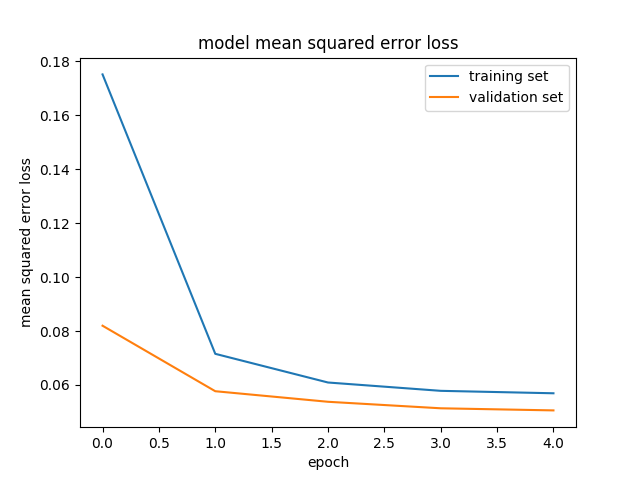 model mean squared error loss
training set
validation set
mean squared error loss
0.18
0.16
0.14
0.12
0.10
0.08
0.06
0.0 0.5 1.0 1.5 2.0 2.5 3.0 3.5 4.0
epoch